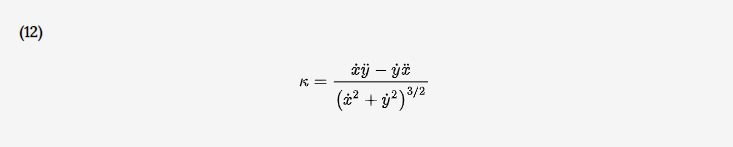 (12)
κ = (ẋÿ − ẏẍ) / (ẋ² + ẏ²)^{3/2}